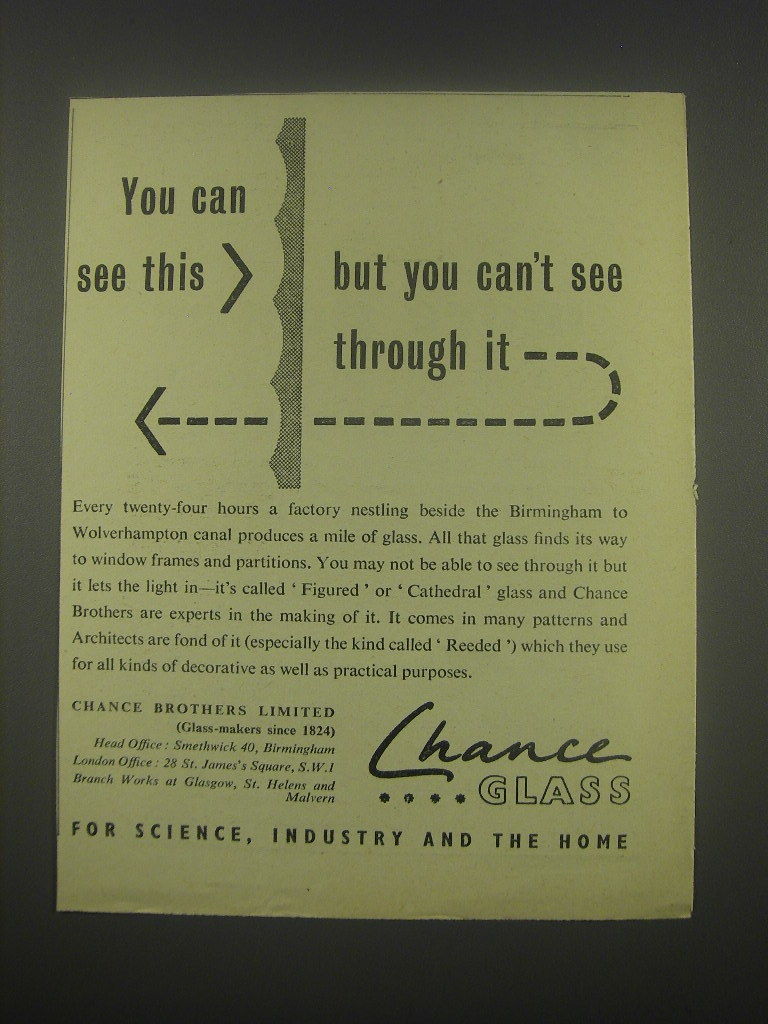 You can
see this
but you can't see
through it
Every twenty-four hours a factory nestling beside the Birmingham to
Wolverhampton canal produces a mile of glass. All that glass finds its way
to window frames and partitions. You may not be able to see through it but
it lets the light in—it's called ‘ Figured ’ or ‘ Cathedral ’ glass and Chance
Brothers are experts in the making of it. It comes in many patterns and
Architects are fond of it (especially the kind called ‘ Reeded ’) which they use
for all kinds of decorative as well as practical purposes.
CHANCE BROTHERS LIMITED
(Glass-makers since 1824)
Head Office : Smethwick 40, Birmingham
London Office : 28 St. James's Square, S.W.1
Branch Works at Glasgow, St. Helens and
Malvern
Chance
GLASS
FOR SCIENCE, INDUSTRY AND THE HOME